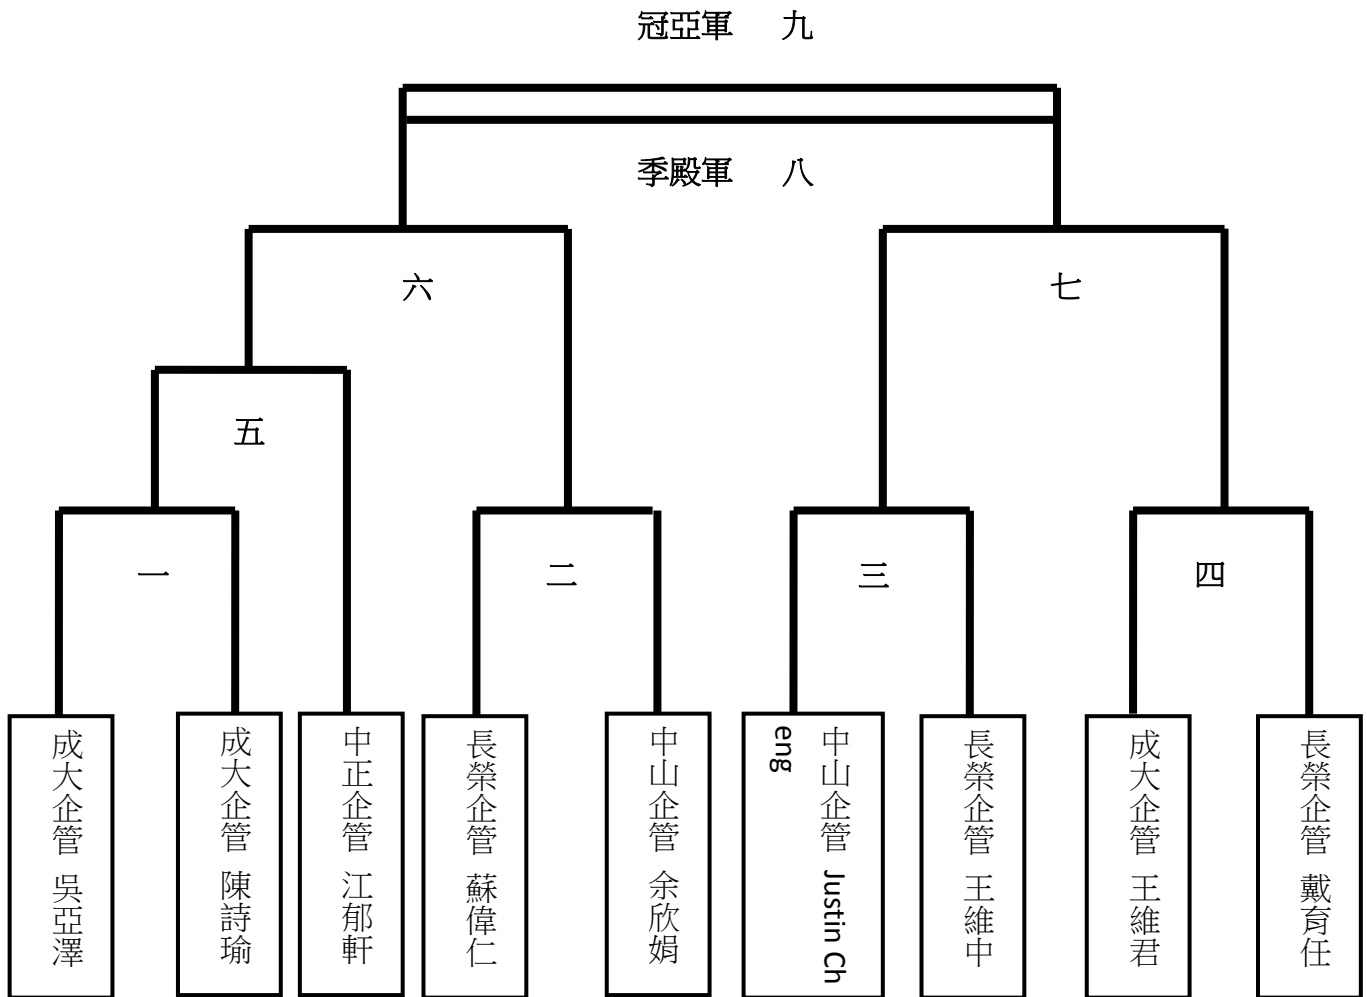 冠亞軍 九
季殿軍 八
六
七
五
一
二
三
四
成大企管 吳亞澤
成大企管 陳詩瑜
中正企管 江郁軒
長榮企管 蘇偉仁
中山企管 余欣娟
中山企管 Justin Ch
eng
長榮企管 王維中
成大企管 王維君
長榮企管 戴育任